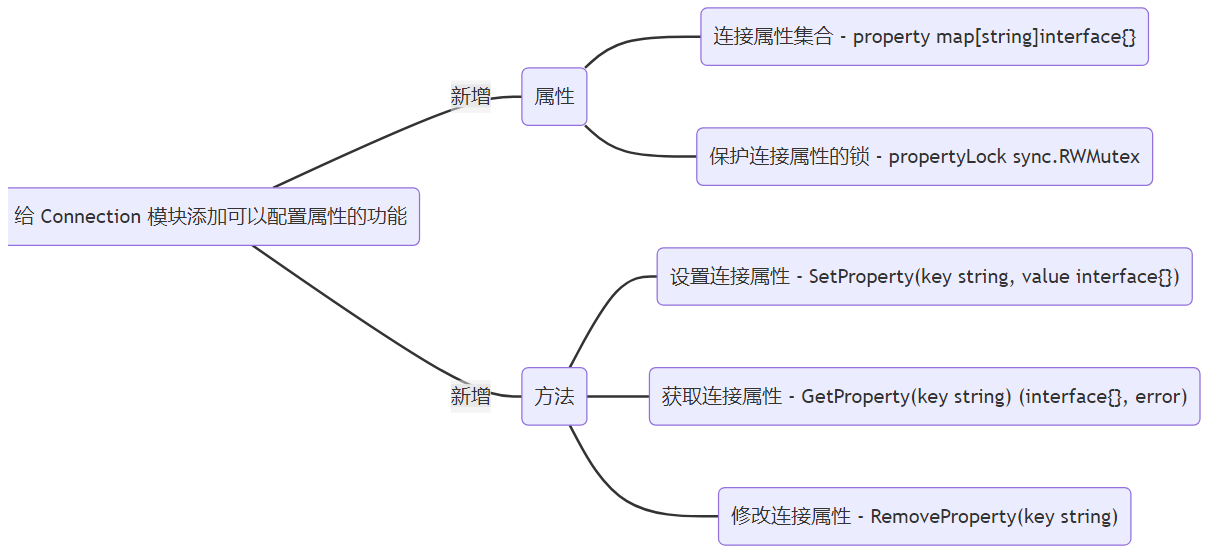 连接属性集合 - property map[string]interface{}
新增
属性
保护连接属性的锁 - propertyLock sync.RWMutex
给 Connection 模块添加可以配置属性的功能
设置连接属性 - SetProperty(key string, value interface{})
新增
方法
获取连接属性 - GetProperty(key string) (interface{}, error)
修改连接属性 - RemoveProperty(key string)